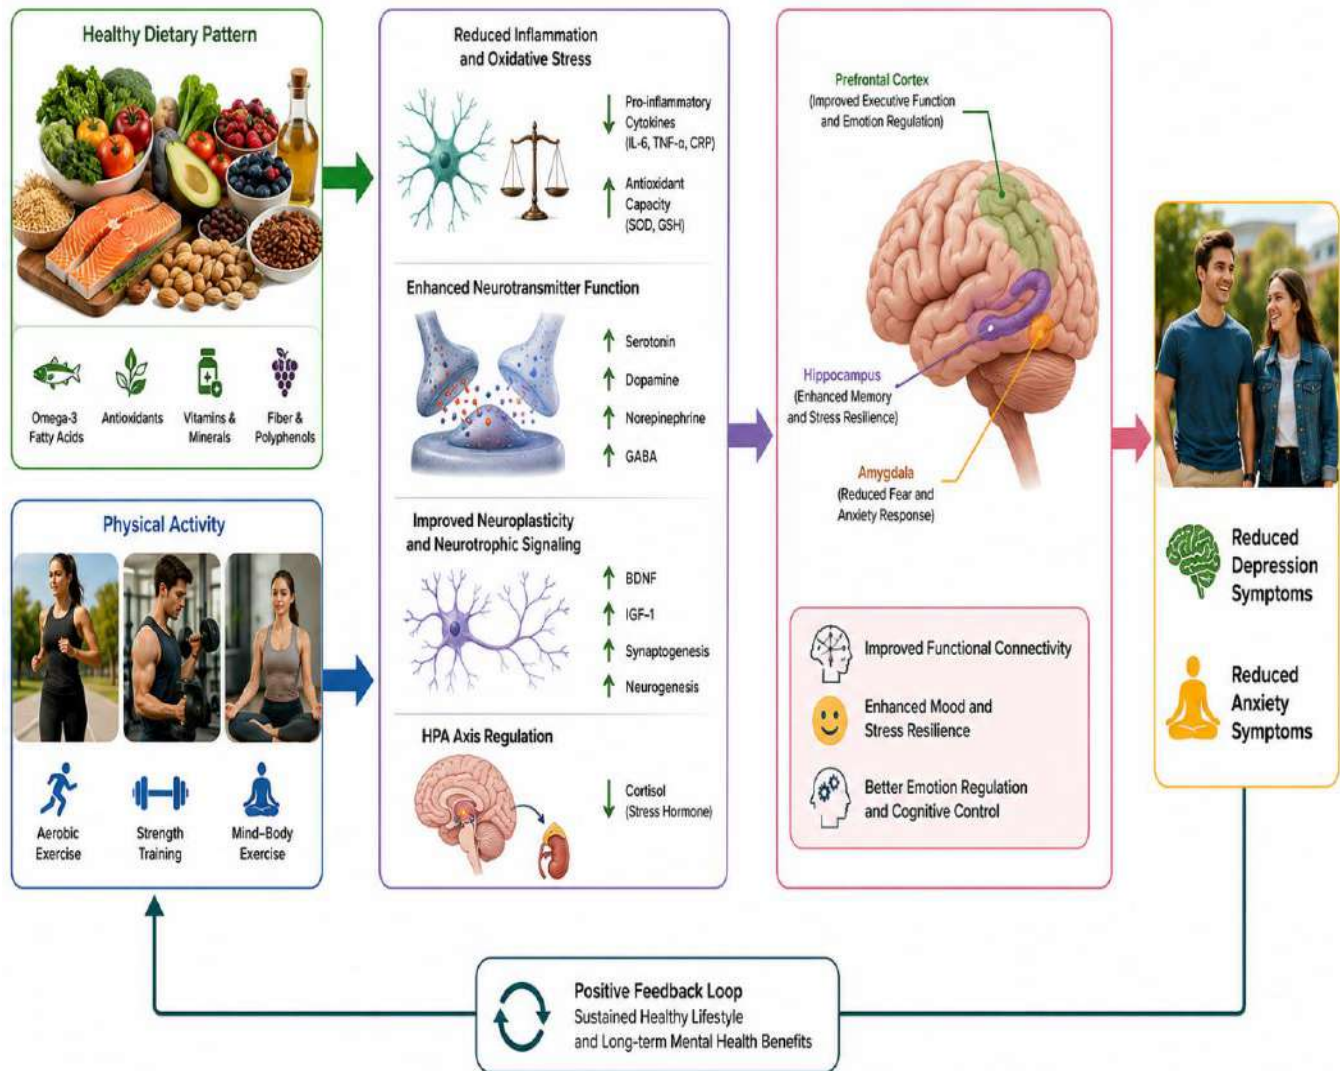 Healthy Dietary Pattern
Omega-3
Fatty Acids
Antioxidants
Vitamins &
Minerals
Fiber &
Polyphenols
Physical Activity
Aerobic
Exercise
Strength
Training
Mind–Body
Exercise
Reduced Inflammation
and Oxidative Stress
Pro-inflammatory
Cytokines
(IL-6, TNF-α, CRP)
Antioxidant
Capacity
(SOD, GSH)
Enhanced Neurotransmitter Function
Serotonin
Dopamine
Norepinephrine
GABA
Improved Neuroplasticity
and Neurotrophic Signaling
BDNF
IGF-1
Synaptogenesis
Neurogenesis
HPA Axis Regulation
Cortisol
(Stress Hormone)
Prefrontal Cortex
(Improved Executive Function
and Emotion Regulation)
Hippocampus
(Enhanced Memory
and Stress Resilience)
Amygdala
(Reduced Fear and
Anxiety Response)
Improved Functional Connectivity
Enhanced Mood and
Stress Resilience
Better Emotion Regulation
and Cognitive Control
Reduced
Depression
Symptoms
Reduced
Anxiety
Symptoms
Positive Feedback Loop
Sustained Healthy Lifestyle
and Long-term Mental Health Benefits